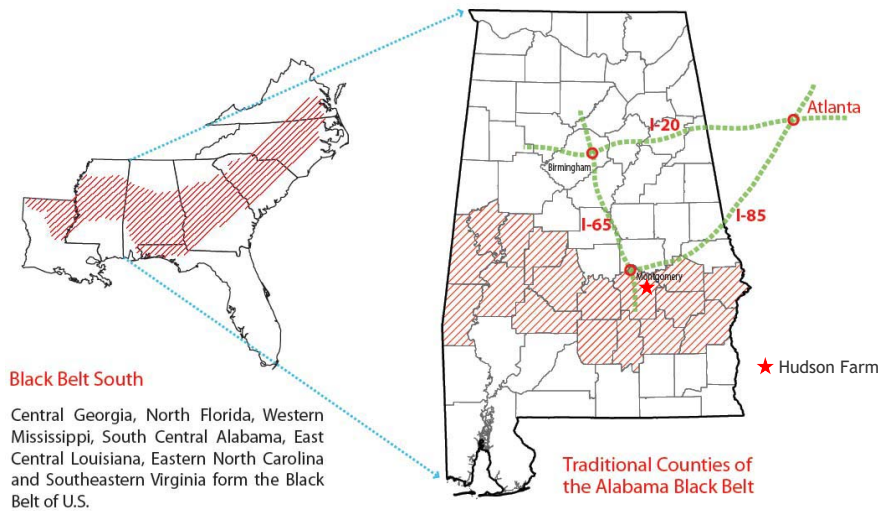 Atlanta
I-20
Birmingham
I-65
I-85
Montgomery
Hudson Farm
Black Belt South
Central Georgia, North Florida, Western
Mississippi, South Central Alabama, East
Central Louisiana, Eastern North Carolina
and Southeastern Virginia form the Black
Belt of U.S.
Traditional Counties of
the Alabama Black Belt